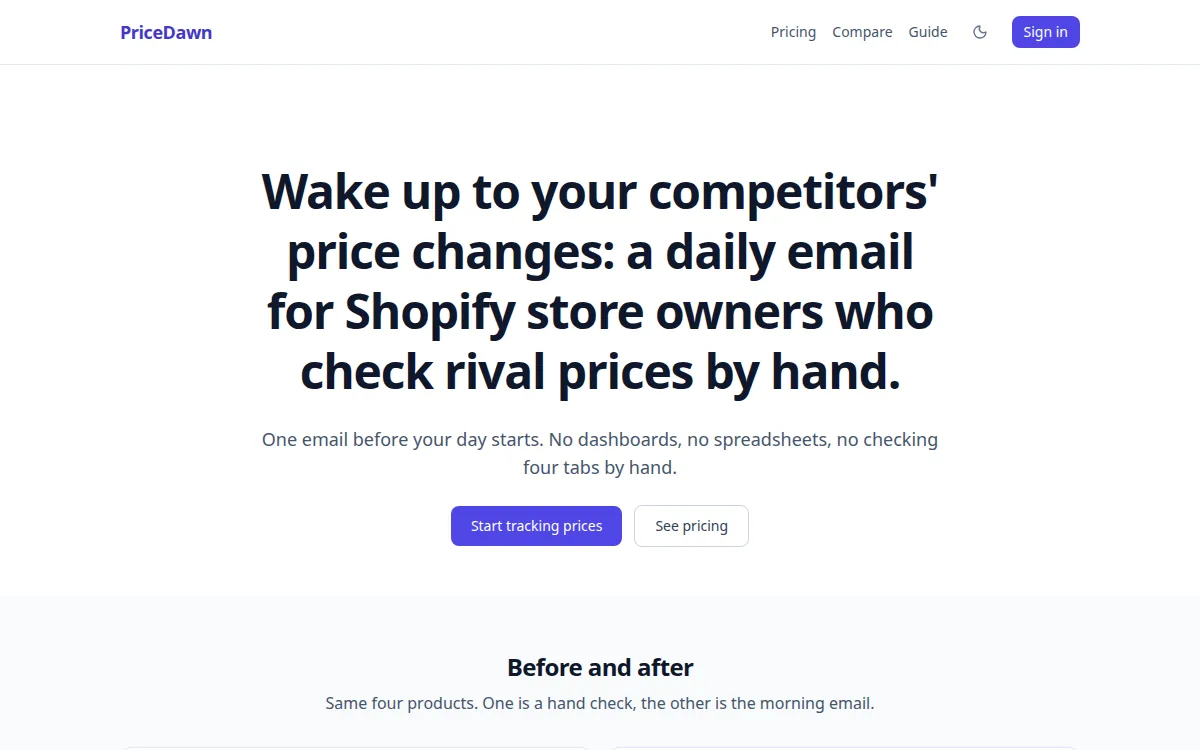 PriceDawn
Pricing
Compare
Guide
Sign in
Wake up to your competitors'
price changes: a daily email
for Shopify store owners who
check rival prices by hand.
One email before your day starts. No dashboards, no spreadsheets, no checking
four tabs by hand.
Start tracking prices
See pricing
Before and after
Same four products. One is a hand check, the other is the morning email.